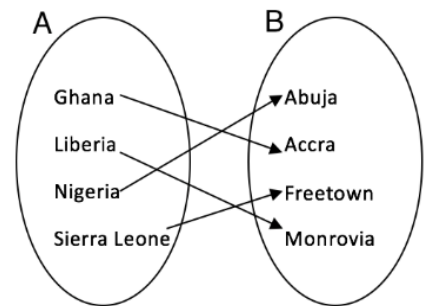 A
B
Ghana
Liberia
Nigeria
Sierra Leone
Abuja
Accra
Freetown
Monrovia